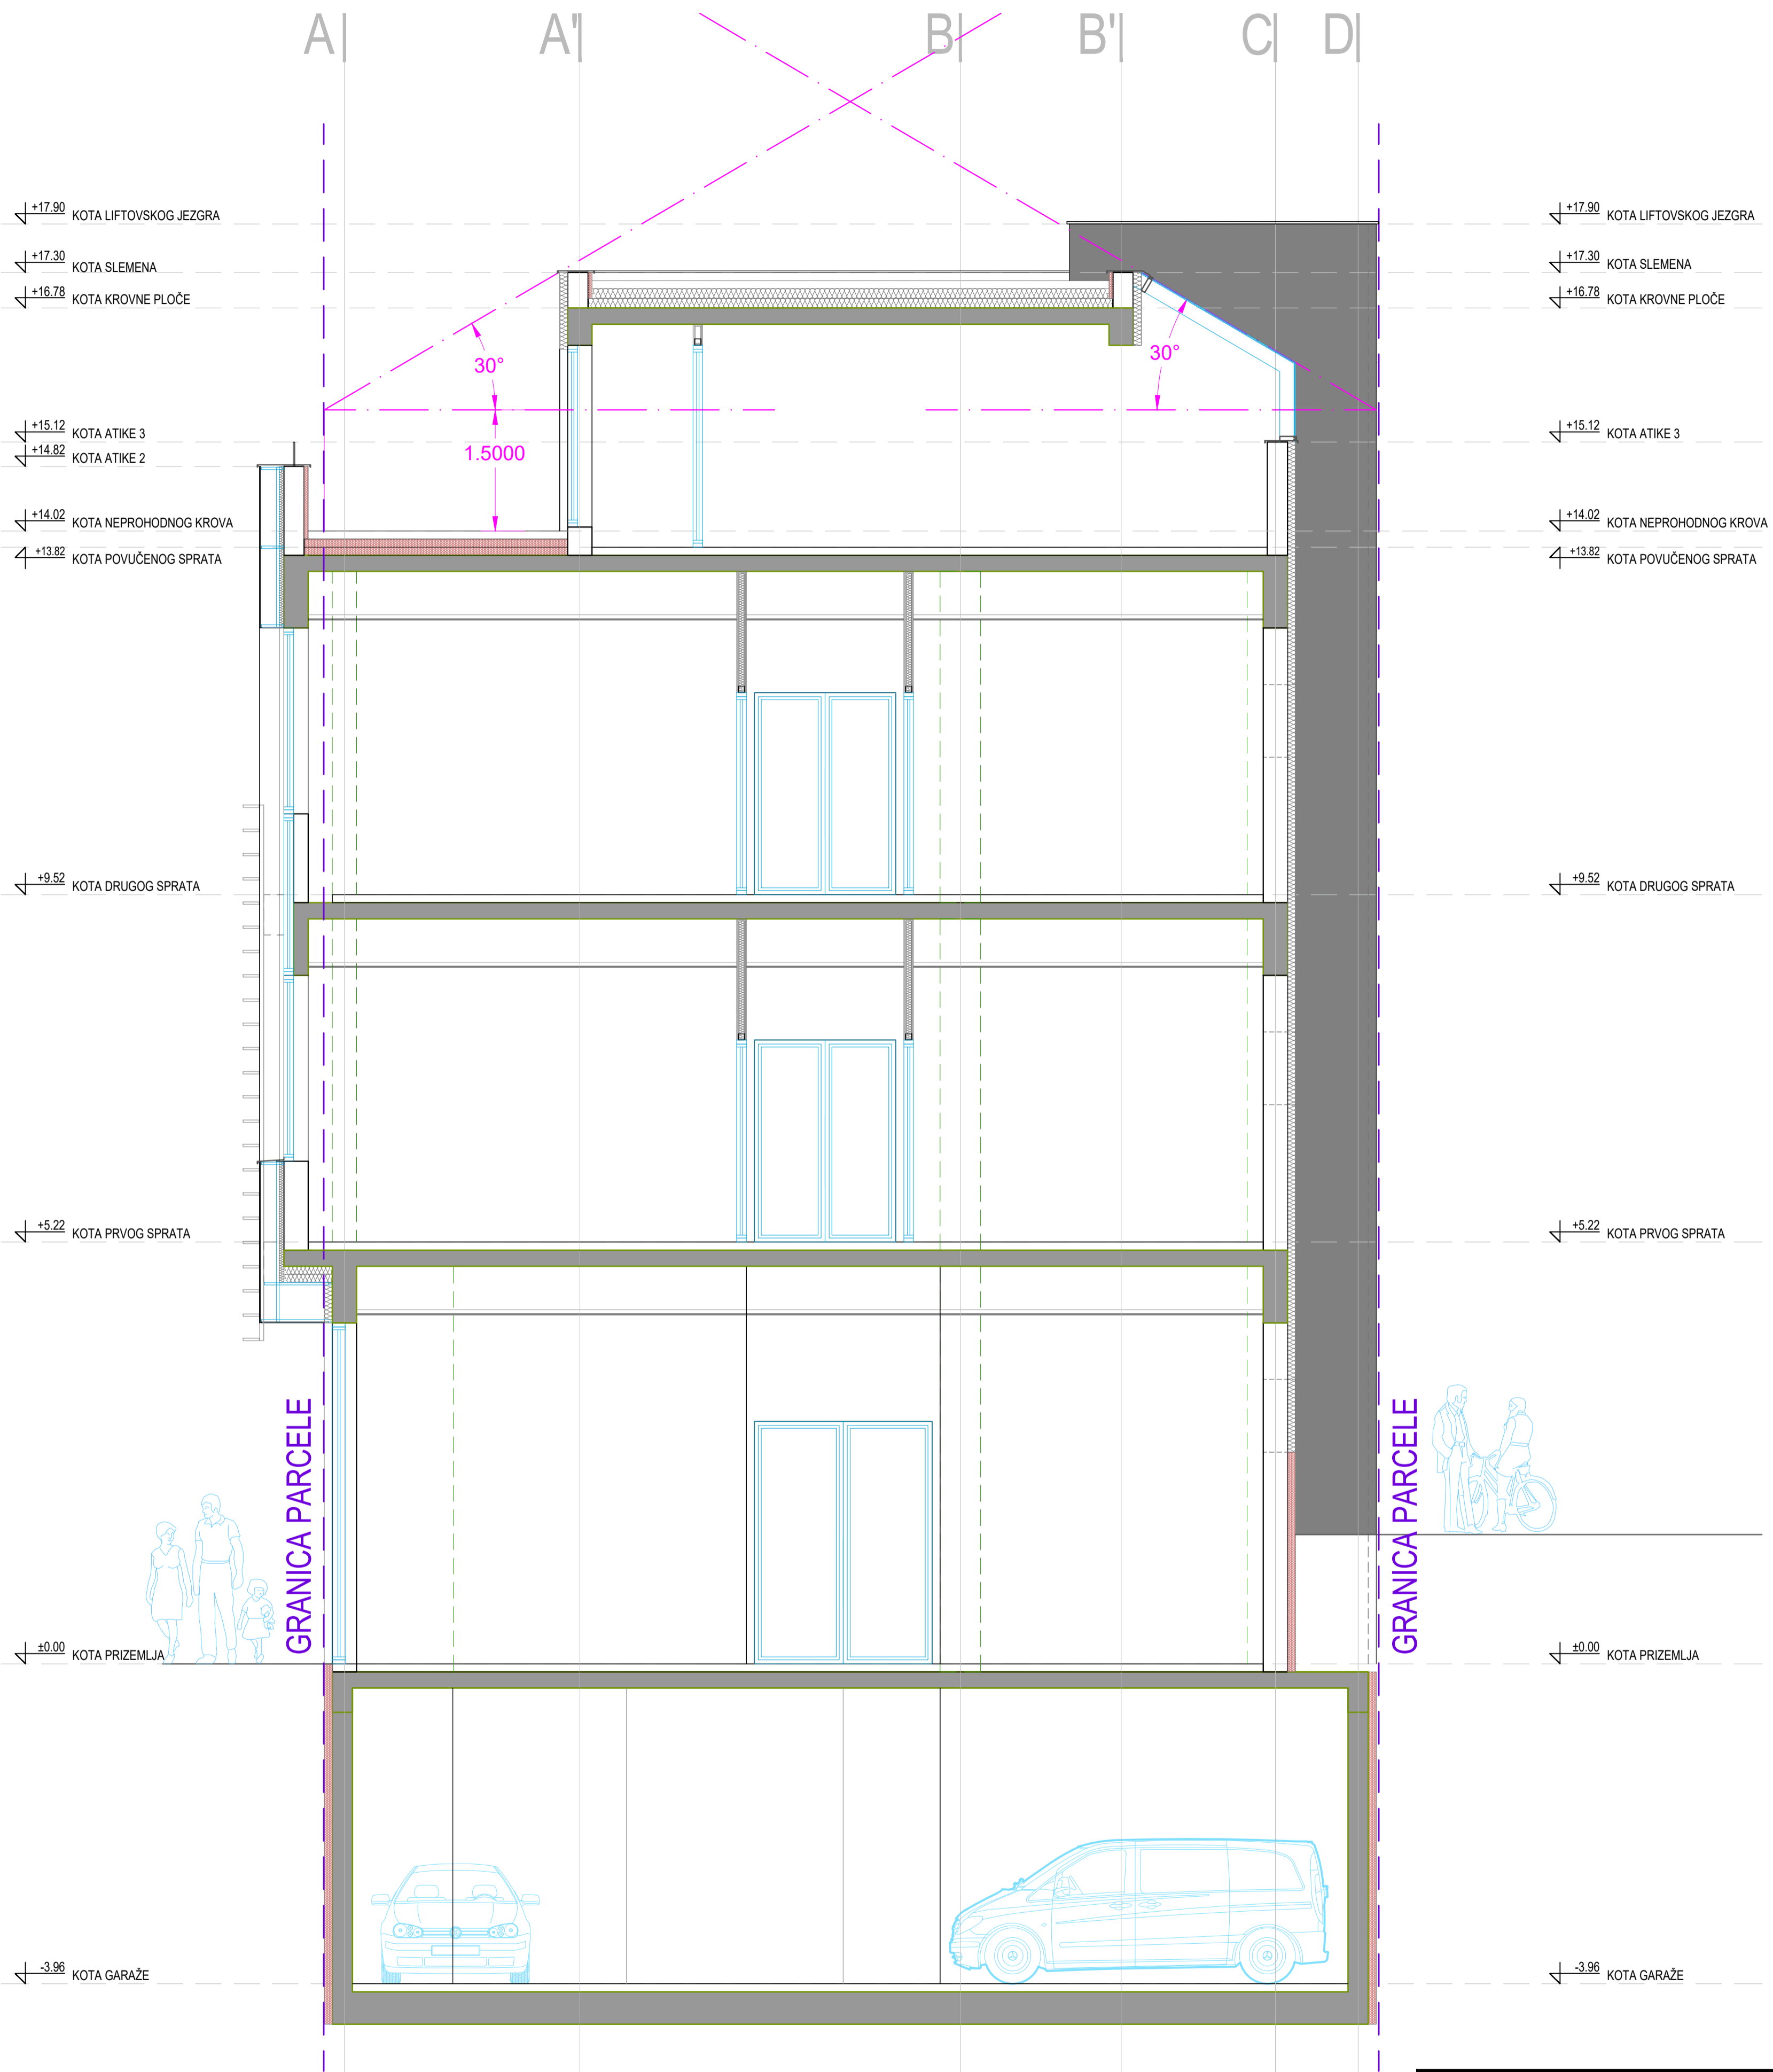 A A' B B' C D
+17.90 KOTA LIFTOVSKOG JEZGRA +17.90 KOTA LIFTOVSKOG JEZGRA
+17.30 KOTA SLEMENA +17.30 KOTA SLEMENA
+16.78 KOTA KROVNE PLOČE +16.78 KOTA KROVNE PLOČE
30° 30°
+15.12 KOTA ATIKE 3 +15.12 KOTA ATIKE 3
+14.82 KOTA ATIKE 2
1.5000
+14.02 KOTA NEPROHODNOG KROVA +14.02 KOTA NEPROHODNOG KROVA
+13.82 KOTA POVUČENOG SPRATA +13.82 KOTA POVUČENOG SPRATA
+9.52 KOTA DRUGOG SPRATA +9.52 KOTA DRUGOG SPRATA
+5.22 KOTA PRVOG SPRATA +5.22 KOTA PRVOG SPRATA
GRANICA PARCELE GRANICA PARCELE
±0.00 KOTA PRIZEMLJA ±0.00 KOTA PRIZEMLJA
-3.96 KOTA GARAŽE -3.96 KOTA GARAŽE